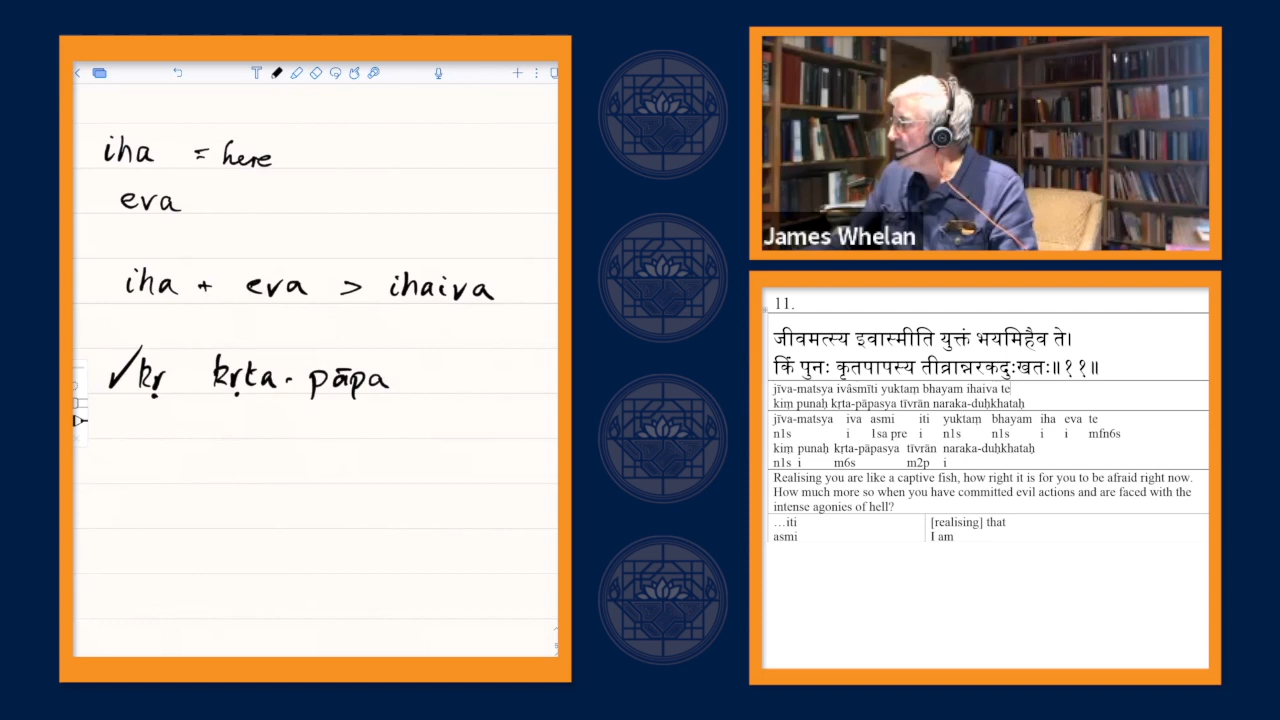 iha = here
eva
iha + eva > ihaiva
√kṛ kṛta-pāpa
James Whelan
11.
जीवमत्स्य इवास्मीति युक्तं भयमिहैव ते।
किं पुनः कृतपापस्य तीव्रान्नरकदुःखतः॥११॥
jīva-matsya ivāsmīti yuktaṃ bhayam ihaiva te
kiṃ punaḥ kṛta-pāpasya tīvrān naraka-duḥkhataḥ
jīva-matsya iva asmi iti yuktaṃ bhayam iha eva te
n1s i 1sa pre i n1s n1s i i mfn6s
kiṃ punaḥ kṛta-pāpasya tīvrān naraka-duḥkhataḥ
n1s i m6s m2p i
Realising you are like a captive fish, how right it is for you to be afraid right now.
How much more so when you have committed evil actions and are faced with the
intense agonies of hell?
…iti [realising] that
asmi I am